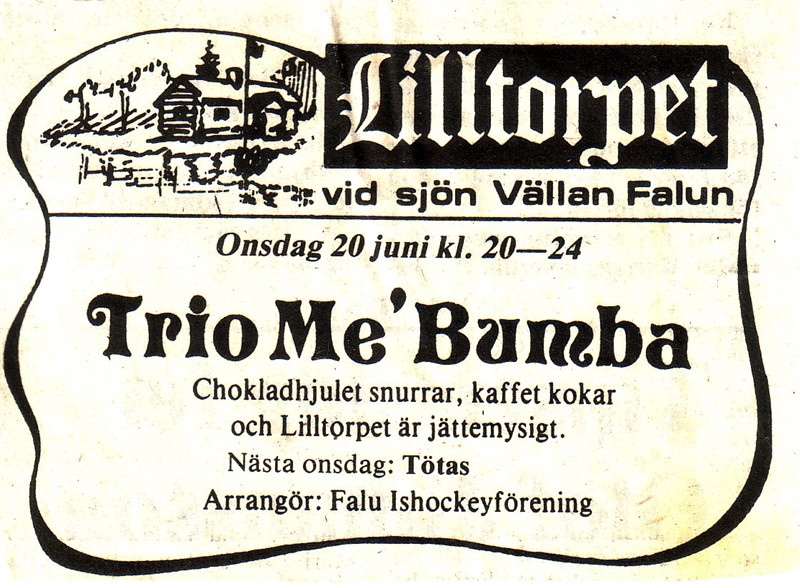 Lilltorpet
vid sjön Vällan Falun
Onsdag 20 juni kl. 20—24
Trio Me'Bumba
Chokladhjulet snurrar, kaffet kokar
och Lilltorpet är jättemysigt.
Nästa onsdag: Tötas
Arrangör: Falu Ishockeyförening